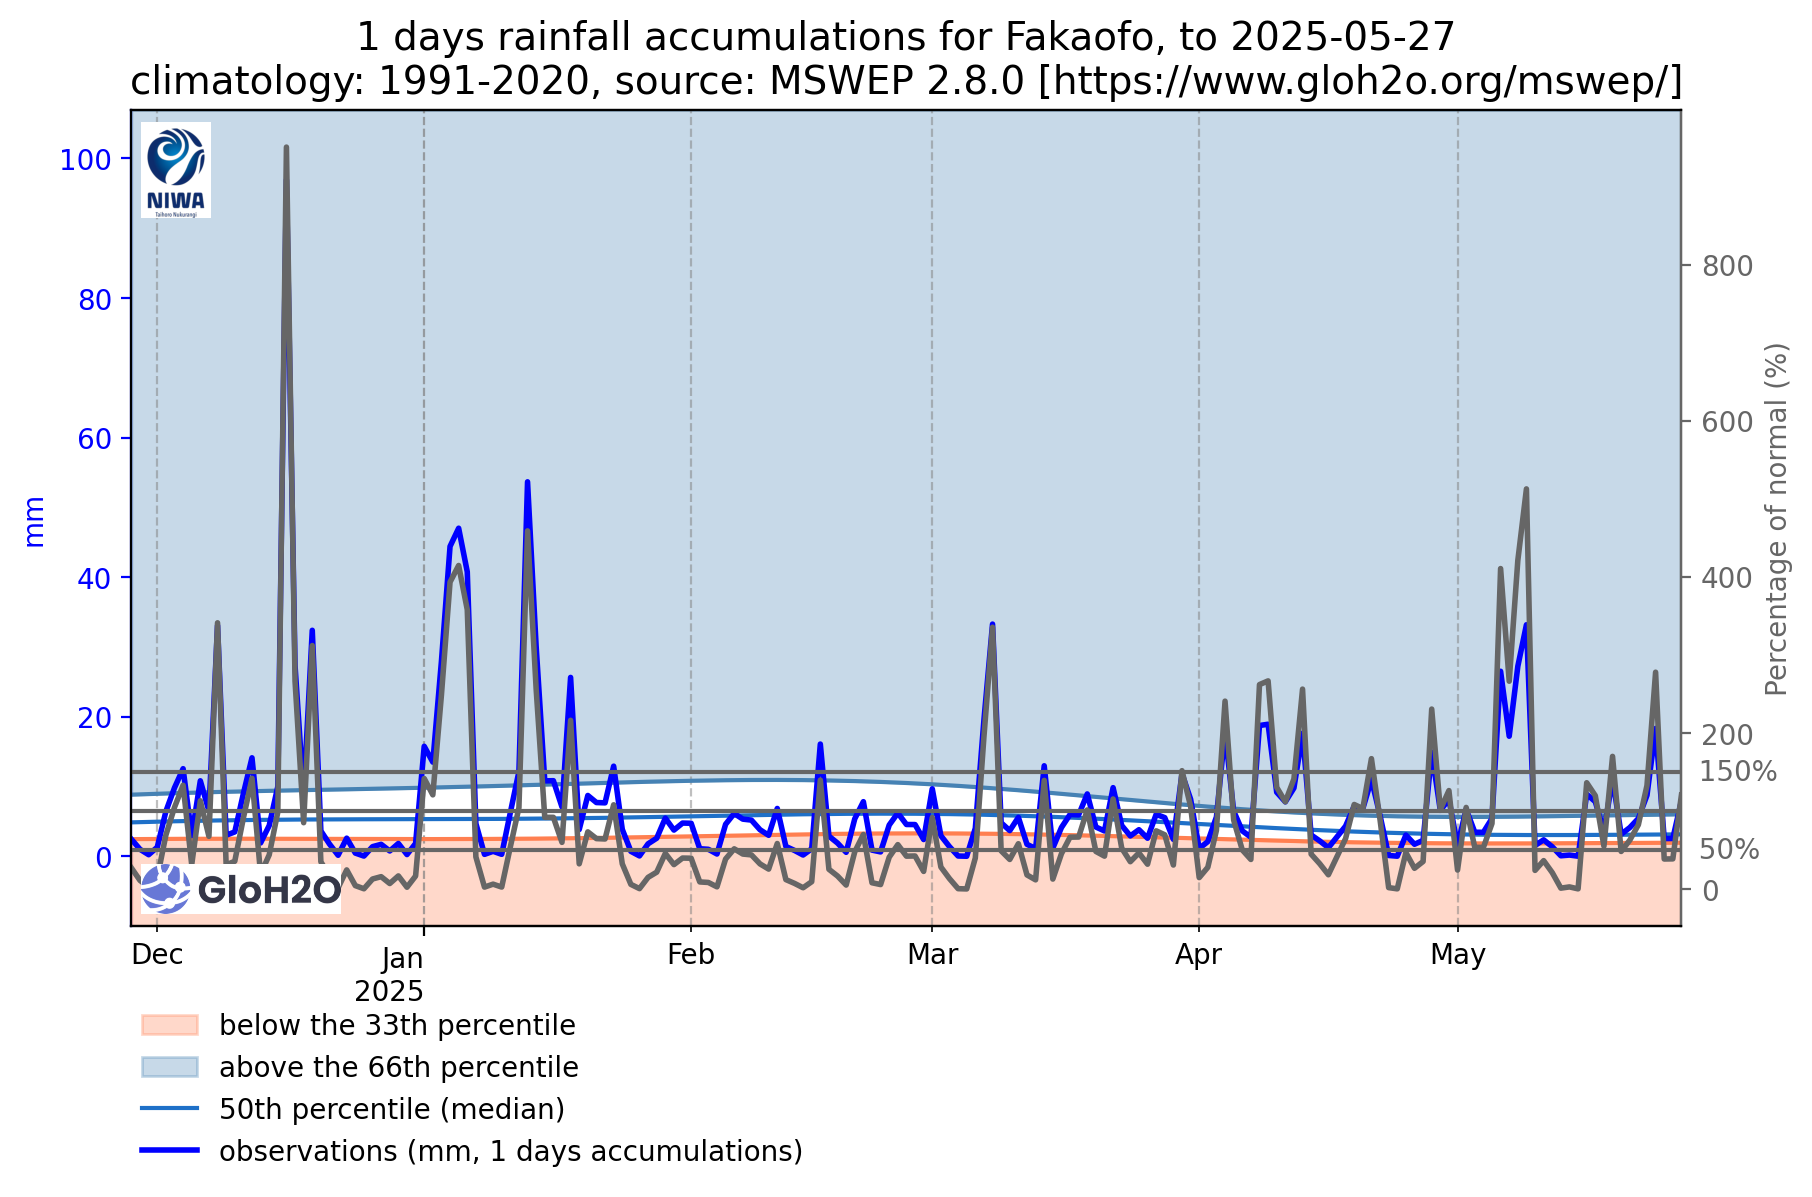 1 days rainfall accumulations for Fakaofo, to 2025-05-27
climatology: 1991-2020, source: MSWEP 2.8.0 [https://www.gloh2o.org/mswep/]
NIWA
Taihoro Nukurangi
100
80
60
40
20
0
mm
800
600
400
200
150%
50%
0
Percentage of normal (%)
GloH2O
Dec
Jan
2025
Feb
Mar
Apr
May
below the 33th percentile
above the 66th percentile
50th percentile (median)
observations (mm, 1 days accumulations)